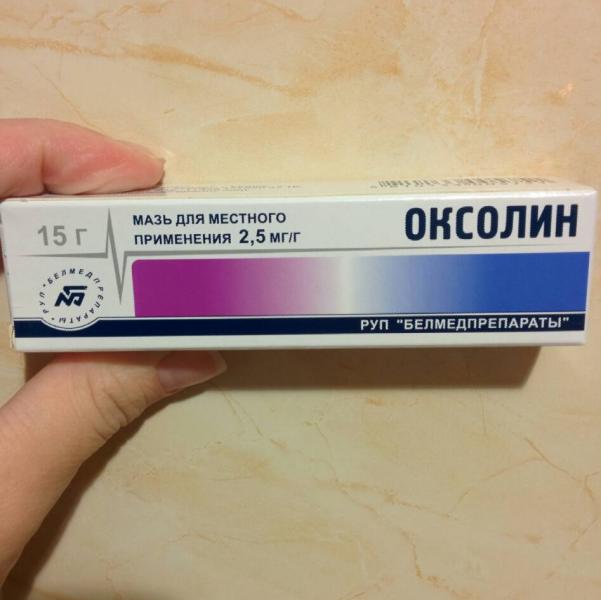 15 г
МАЗЬ ДЛЯ МЕСТНОГО
ПРИМЕНЕНИЯ 2,5 МГ/Г
ОКСОЛИН
РУП • БЕЛМЕДПРЕПАРАТЫ •
РУП "БЕЛМЕДПРЕПАРАТЫ"